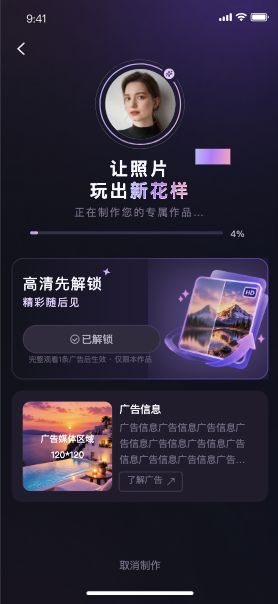 9:41
让照片
玩出新花样
正在制作您的专属作品...
4%
高清先解锁
精彩随后见
HD
已解锁
完整观看1条广告后生效·仅限本作品
广告媒体区域
120*120
广告信息
广告信息广告信息广告信息广
告信息广告信息广告信息广告
信息广告信息广告信息广告...
了解广告
取消制作